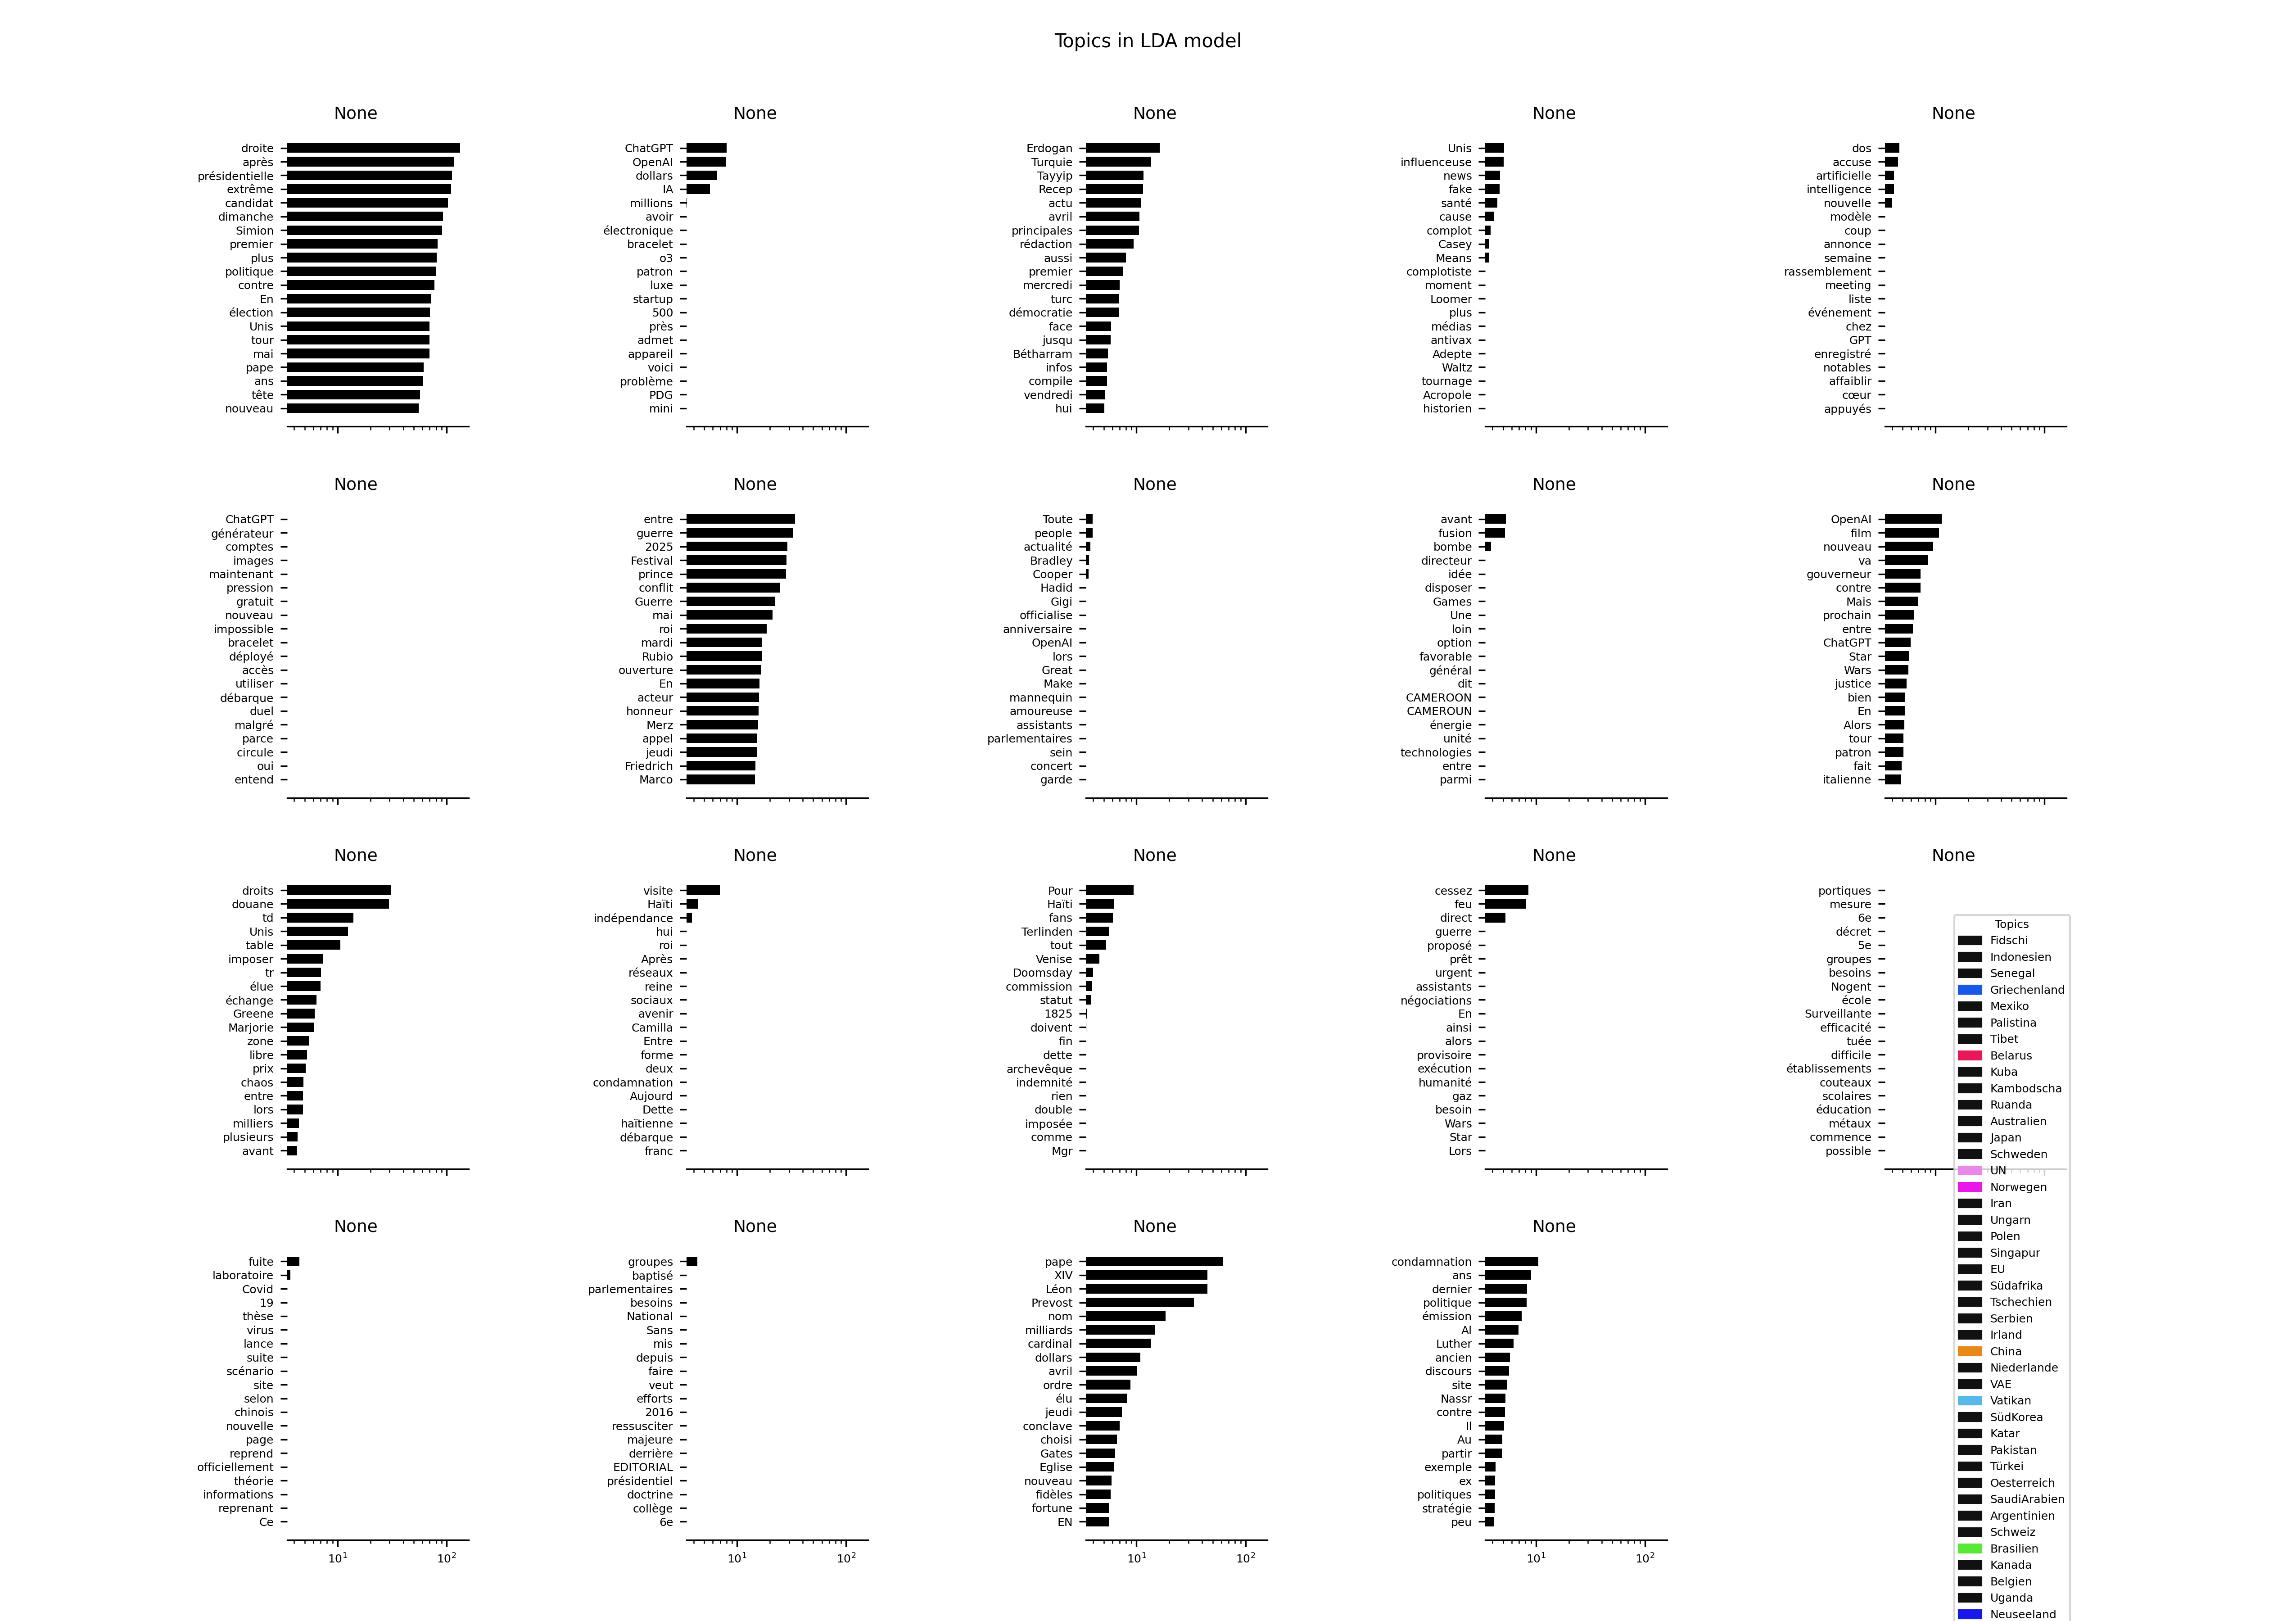 Topics in LDA model
None
droite
après
présidentielle
extrême
candidat
dimanche
Simion
premier
plus
politique
contre
En
élection
Unis
tour
mai
pape
ans
tête
nouveau
None
ChatGPT
OpenAI
dollars
IA
millions
avoir
électronique
bracelet
o3
patron
luxe
startup
500
près
admet
appareil
voici
problème
PDG
mini
None
Erdogan
Turquie
Tayyip
Recep
actu
avril
principales
rédaction
aussi
premier
mercredi
turc
démocratie
face
jusqu
Bétharram
infos
compile
vendredi
hui
None
Unis
influenceuse
news
fake
santé
cause
complot
Casey
Means
complotiste
moment
Loomer
plus
médias
antivax
Adepte
Waltz
tournage
Acropole
historien
None
dos
accuse
artificielle
intelligence
nouvelle
modèle
coup
annonce
semaine
rassemblement
meeting
liste
événement
chez
GPT
enregistré
notables
affaiblir
cœur
appuyés
None
ChatGPT
générateur
comptes
images
maintenant
pression
gratuit
nouveau
impossible
bracelet
déployé
accès
utiliser
débarque
duel
malgré
parce
circule
oui
entend
None
entre
guerre
2025
Festival
prince
conflit
Guerre
mai
roi
mardi
Rubio
ouverture
En
acteur
honneur
Merz
appel
jeudi
Friedrich
Marco
None
Toute
people
actualité
Bradley
Cooper
Hadid
Gigi
officialise
anniversaire
OpenAI
lors
Great
Make
mannequin
amoureuse
assistants
parlementaires
sein
concert
garde
None
avant
fusion
bombe
directeur
idée
disposer
Games
Une
loin
option
favorable
général
dit
CAMEROON
CAMEROUN
énergie
unité
technologies
entre
parmi
None
OpenAI
film
nouveau
va
gouverneur
contre
Mais
prochain
entre
ChatGPT
Star
Wars
justice
bien
En
Alors
tour
patron
fait
italienne
None
droits
douane
td
Unis
table
imposer
tr
élue
échange
Greene
Marjorie
zone
libre
prix
chaos
entre
lors
milliers
plusieurs
avant
None
visite
Haïti
indépendance
hui
roi
Après
réseaux
reine
sociaux
avenir
Camilla
Entre
forme
deux
condamnation
Aujourd
Dette
haïtienne
débarque
franc
None
Pour
Haïti
fans
Terlinden
tout
Venise
Doomsday
commission
statut
1825
doivent
fin
dette
archevêque
indemnité
rien
double
imposée
comme
Mgr
None
cessez
feu
direct
guerre
proposé
prêt
urgent
assistants
négociations
En
ainsi
alors
provisoire
exécution
humanité
gaz
besoin
Wars
Star
Lors
None
portiques
mesure
6e
décret
5e
groupes
besoins
Nogent
école
Surveillante
efficacité
tuée
difficile
établissements
couteaux
scolaires
éducation
métaux
commence
possible
None
fuite
laboratoire
Covid
19
thèse
virus
lance
suite
scénario
site
selon
chinois
nouvelle
page
reprend
officiellement
théorie
informations
reprenant
Ce
10¹ 10²
None
groupes
baptisé
parlementaires
besoins
National
Sans
mis
depuis
faire
veut
efforts
2016
ressusciter
majeure
derrière
EDITORIAL
présidentiel
doctrine
collège
6e
10¹ 10²
None
pape
XIV
Léon
Prevost
nom
milliards
cardinal
dollars
avril
ordre
élu
jeudi
conclave
choisi
Gates
Eglise
nouveau
fidèles
fortune
EN
10¹ 10²
None
condamnation
ans
dernier
politique
émission
Al
Luther
ancien
discours
site
Nassr
contre
Il
Au
partir
exemple
ex
politiques
stratégie
peu
10¹ 10²
Topics
Fidschi
Indonesien
Senegal
Griechenland
Mexiko
Palistina
Tibet
Belarus
Kuba
Kambodscha
Ruanda
Australien
Japan
Schweden
UN
Norwegen
Iran
Ungarn
Polen
Singapur
EU
Südafrika
Tschechien
Serbien
Irland
China
Niederlande
VAE
Vatikan
SüdKorea
Katar
Pakistan
Türkei
Oesterreich
SaudiArabien
Argentinien
Schweiz
Brasilien
Kanada
Belgien
Uganda
Neuseeland